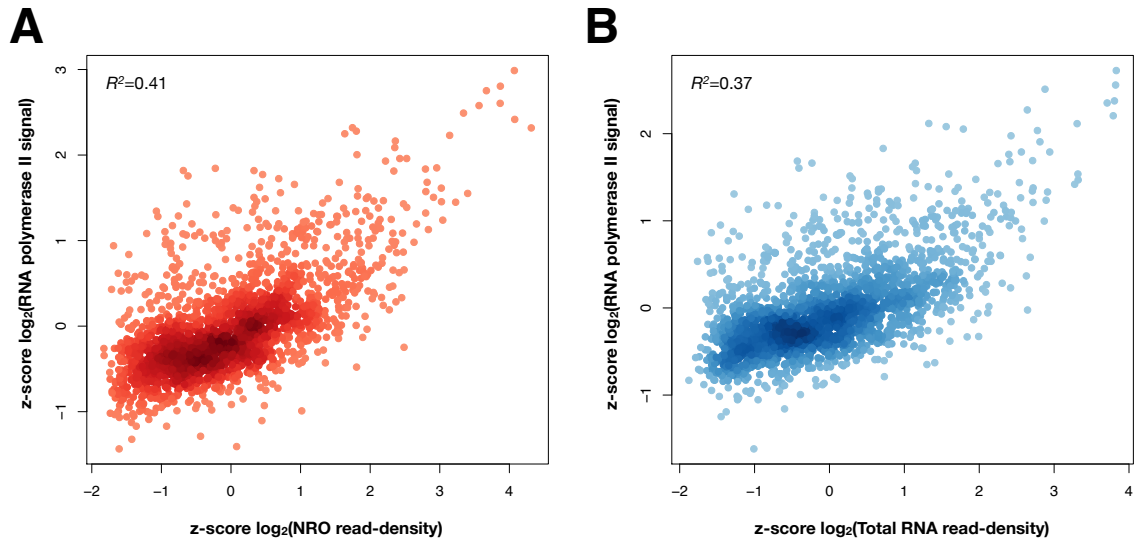 A
B
R²=0.41
R²=0.37
z-score log₂(RNA polymerase II signal)
3
2
1
0
−1
−2 −1 0 1 2 3 4
z-score log₂(NRO read-density)
z-score log₂(RNA polymerase II signal)
2
1
0
−1
−2 −1 0 1 2 3 4
z-score log₂(Total RNA read-density)